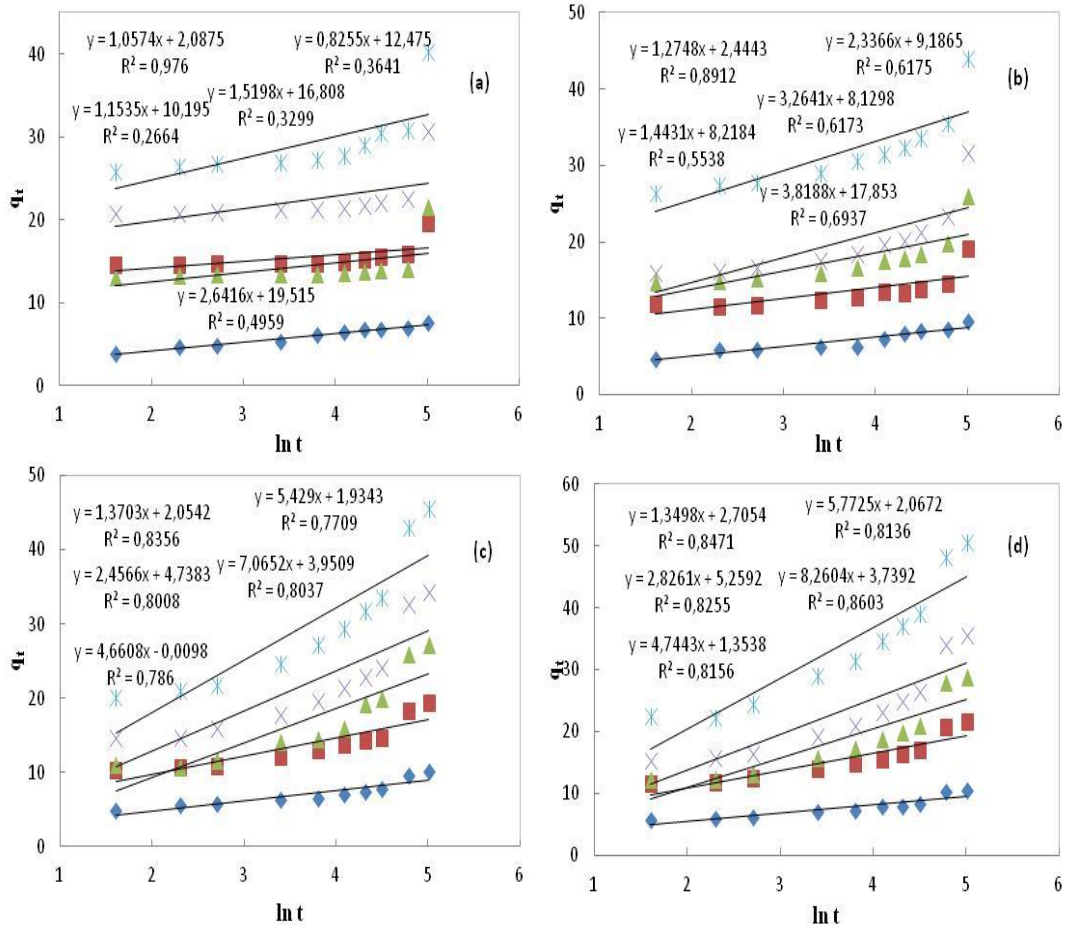 y = 1,0574x + 2,0875
R² = 0,976
0,8255x + 12,475
R² = 0,3641
(a)
y = 1,5198x + 16,808
R² = 0,3299
y = 1,1535x + 10,195
R² = 0,2664
y = 2,6416x + 19,515
R² = 0,4959
40
30
20
10
0
qt
1 2 3 4 5 6
ln t
y = 1,2748x + 2,4443
R² = 0,8912
y = 2,3366x + 9,1865
R² = 0,6175
(b)
y = 3,2641x + 8,1298
R² = 0,6173
y = 1,4431x + 8,2184
R² = 0,5538
y = 3,8188x + 17,853
R² = 0,6937
50
40
30
20
10
0
qt
1 2 3 4 5 6
ln t
y = 1,3703x + 2,0542
R² = 0,8356
y = 5,429x + 1,9343
R² = 0,7709
(c)
y = 2,4566x + 4,7383
R² = 0,8008
y = 7,0652x + 3,9509
R² = 0,8037
y = 4,6608x - 0,0098
R² = 0,786
50
40
30
20
10
0
qt
1 2 3 4 5 6
ln t
y = 1,3498x + 2,7054
R² = 0,8471
y = 5,7725x + 2,0672
R² = 0,8136
(d)
y = 2,8261x + 5,2592
R² = 0,8255
y = 8,2604x + 3,7392
R² = 0,8603
y = 4,7443x + 1,3538
R² = 0,8156
60
50
40
30
20
10
0
qt
1 2 3 4 5 6
ln t